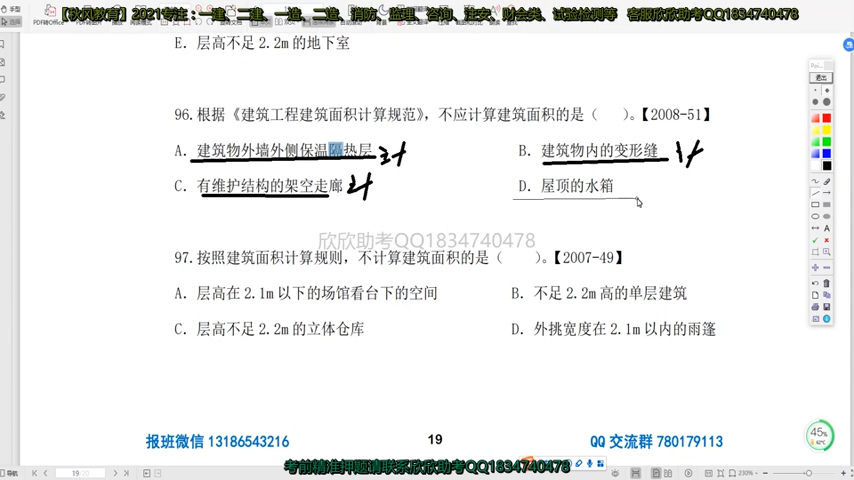 【秋风教育】2021专注：一建、二建、一造、二造、消防、监理、咨询、注安、财会类、试验检测等 客服欣欣助考QQ1834740478
E. 层高不足 2.2m 的地下室
96.根据《建筑工程建筑面积计算规范》，不应计算建筑面积的是（ ）。【2008-51】
A. 建筑物外墙外侧保温隔热层
B. 建筑物内的变形缝
C. 有维护结构的架空走廊
D. 屋顶的水箱
欣欣助考QQ1834740478
97.按照建筑面积计算规则，不计算建筑面积的是（ ）。【2007-49】
A. 层高在 2.1m 以下的场馆看台下的空间
B. 不足 2.2m 高的单层建筑
C. 层高不足 2.2m 的立体仓库
D. 外挑宽度在 2.1m 以内的雨篷
报班微信 13186543216
19
QQ 交流群 780179113
考前精准押题请联系欣欣助考QQ1834740478
退出
45%
导航
230%